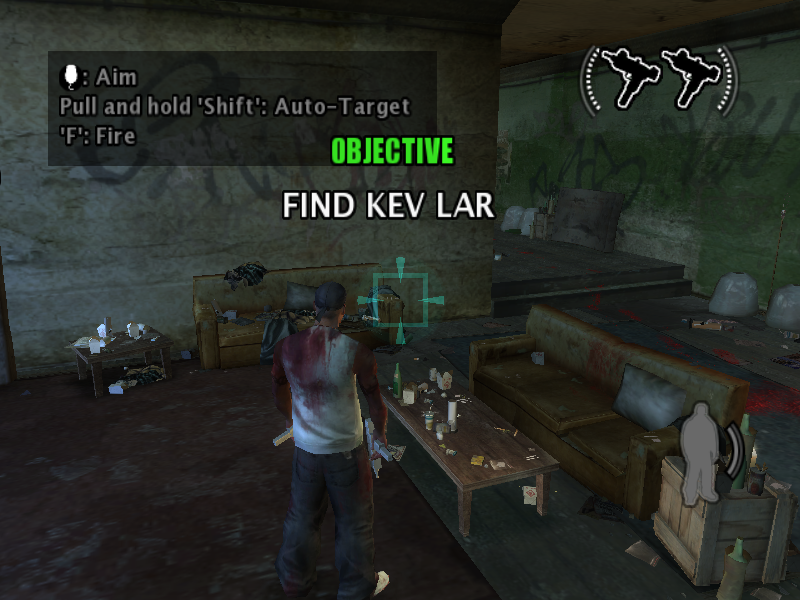 : Aim
Pull and hold 'Shift': Auto-Target
'F': Fire
OBJECTIVE
FIND KEV LAR